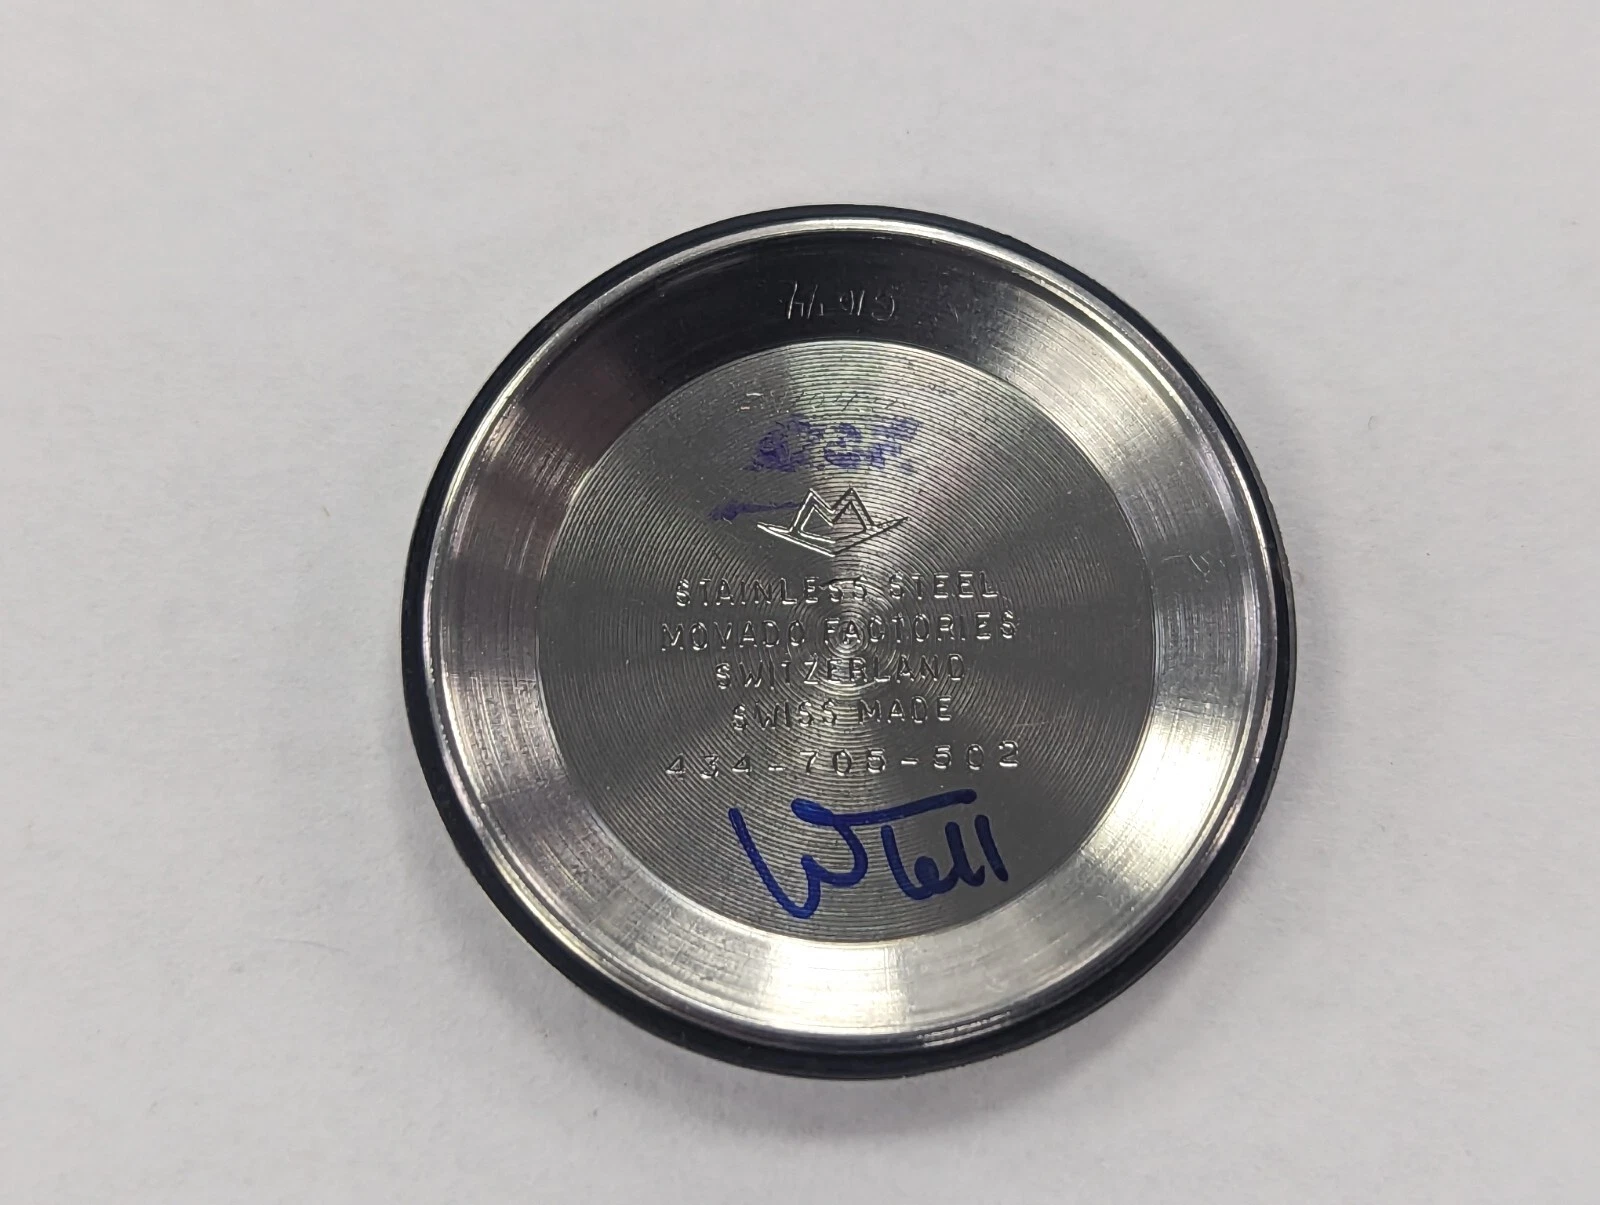 STAINLESS STEEL
MOVADO FACTORIES
SWITZERLAND
SWISS MADE
434-705-502